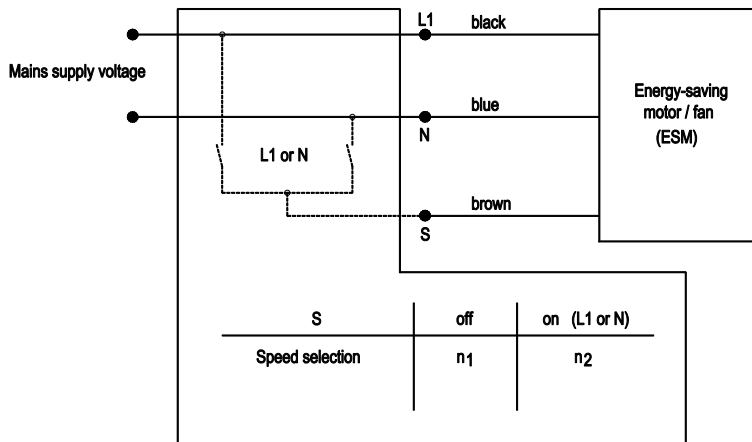 L1
black
Mains supply voltage
Energy-saving
motor / fan
(ESM)
blue
N
L1 or N
brown
S
S off on (L1 or N)
Speed selection n1 n2